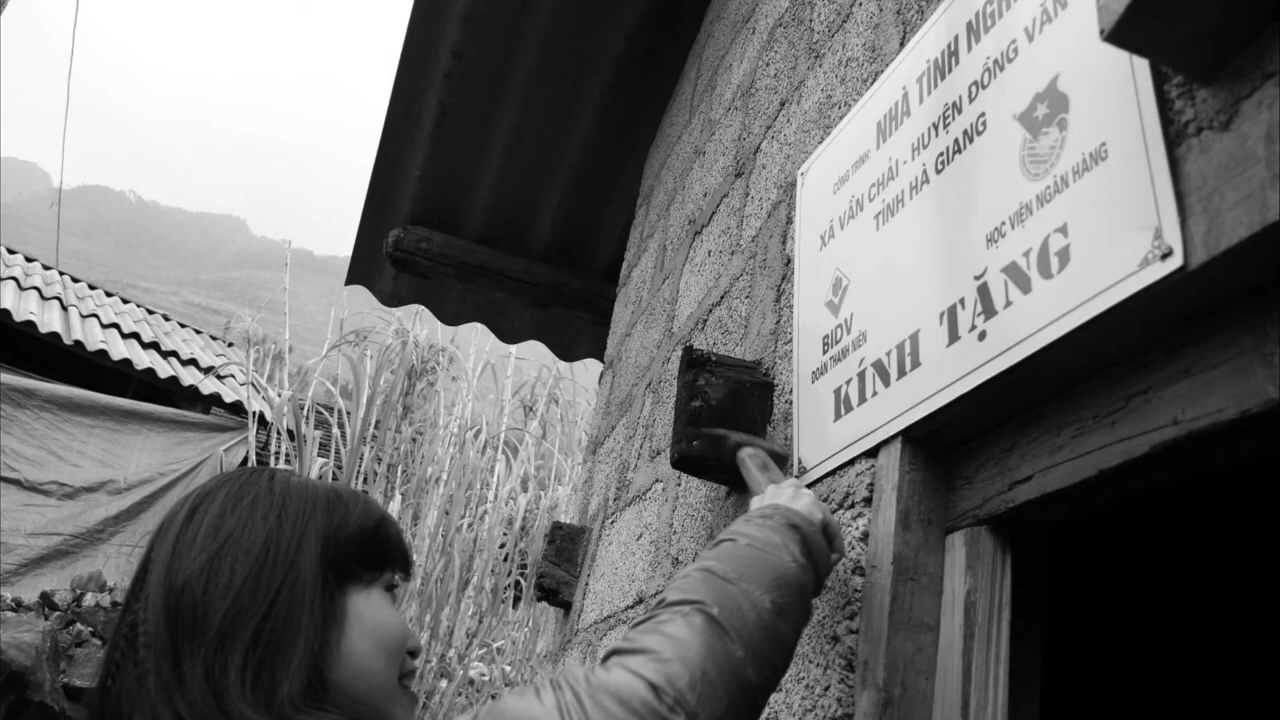 CÔNG TRÌNH: NHÀ TÌNH
XÃ VẦN CHẢI - HUYỆN ĐỒNG VĂN
TỈNH HÀ GIANG
HỌC VIỆN NGÂN HÀNG
BIDV
ĐOÀN THANH NIÊN
KÍNH TẶNG